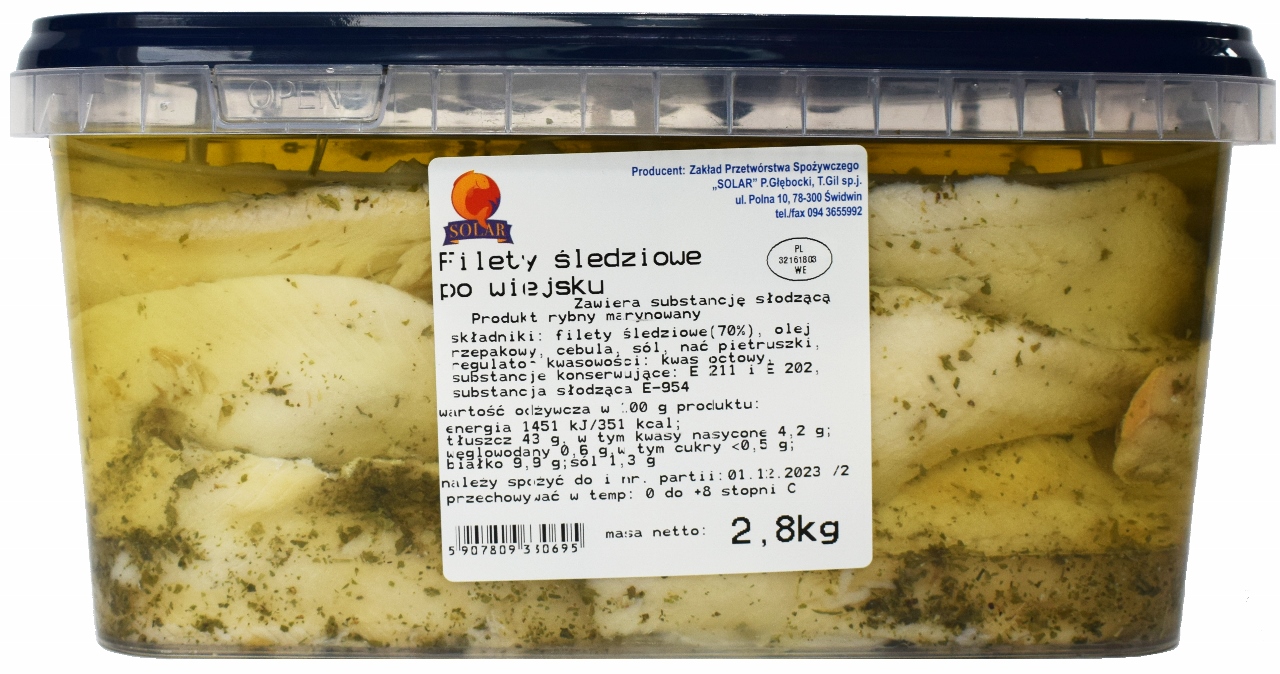 OPEN
Producent: Zakład Przetwórstwa Spożywczego
„SOLAR” P.Głębocki, T.Gil sp.j.
ul. Polna 10, 78-300 Świdwin
tel./fax 094 3655992
SOLAR
PL
32161803
WE
Filety śledziowe
po wiejsku
Zawiera substancję słodzącą
Produkt rybny marynowany
składniki: filety śledziowe(70%), olej
rzepakowy, cebula, sól, nać pietruszki,
regulator kwasowości: kwas octowy,
substancje konserwujące: E 211 i E 202,
substancja słodząca E-954
wartość odżywcza w 100 g produktu:
energia 1451 kJ/351 kcal;
tłuszcz 43 g, w tym kwasy nasycone 4,2 g;
węglowodany 0,6 g,w tym cukry <0,5 g;
białko 9,9 g;sól 1,3 g
należy spożyć do i nr. partii:01.12.2023 /2
przechowywać w temp: 0 do +8 stopni C
5 907809 330695
masa netto: 2,8kg